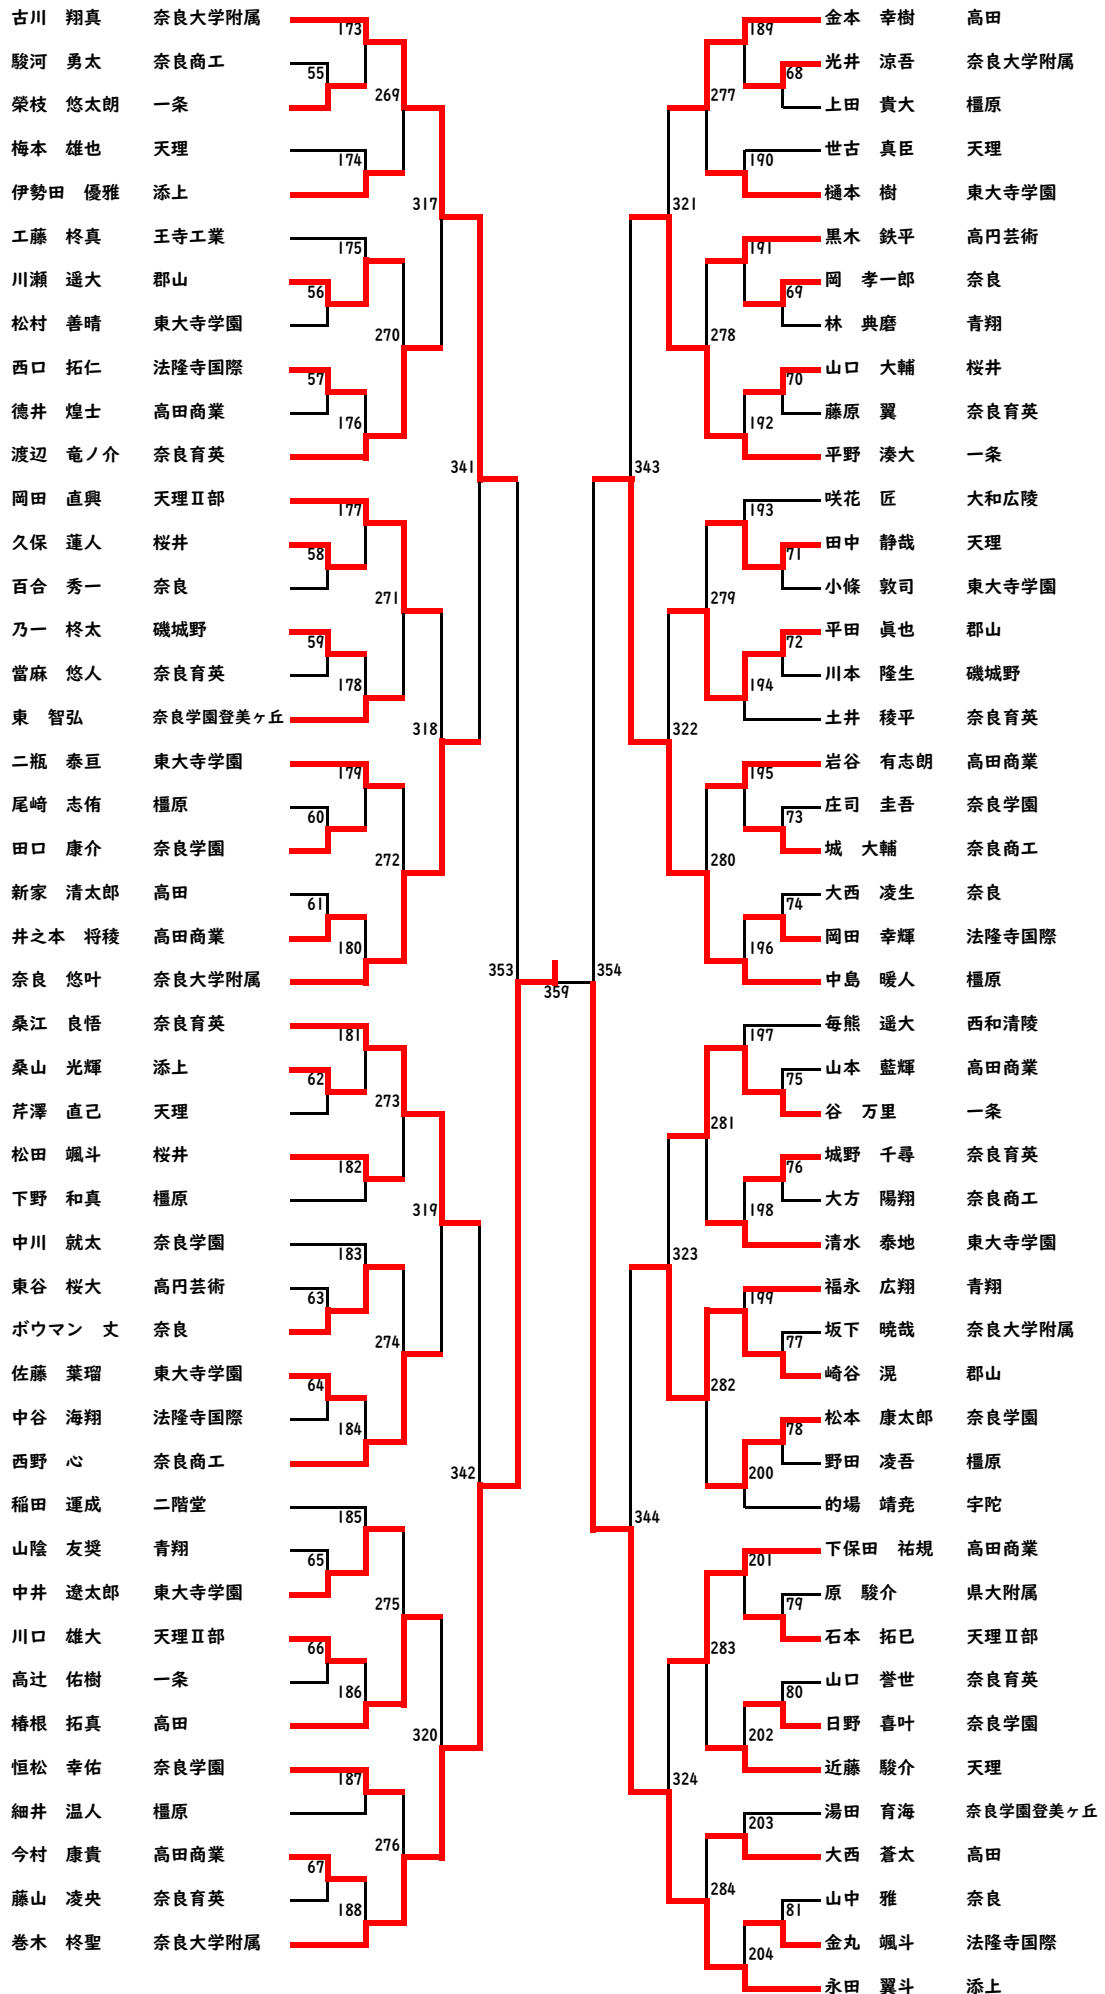 古川　翔真　奈良大学附属
駿河　勇太　奈良商工
榮枝　悠太朗　一条
梅本　雄也　天理
伊勢田　優雅　添上
工藤　柊真　王寺工業
川瀬　遥大　郡山
松村　善晴　東大寺学園
西口　拓仁　法隆寺国際
德井　煌士　高田商業
渡辺　竜ノ介　奈良育英
岡田　直興　天理Ⅱ部
久保　蓮人　桜井
百合　秀一　奈良
乃一　柊太　磯城野
當麻　悠人　奈良育英
東　智弘　奈良学園登美ヶ丘
二瓶　泰亘　東大寺学園
尾﨑　志侑　橿原
田口　康介　奈良学園
新家　清太郎　高田
井之本　将稜　高田商業
奈良　悠叶　奈良大学附属
桑江　良悟　奈良育英
桑山　光輝　添上
芹澤　直己　天理
松田　颯斗　桜井
下野　和真　橿原
中川　就太　奈良学園
東谷　桜大　高円芸術
ボウマン　丈　奈良
佐藤　葉瑠　東大寺学園
中谷　海翔　法隆寺国際
西野　心　奈良商工
稲田　運成　二階堂
山陰　友奨　青翔
中井　遼太郎　東大寺学園
川口　雄大　天理Ⅱ部
高辻　佑樹　一条
椿根　拓真　高田
恒松　幸佑　奈良学園
細井　温人　橿原
今村　康貴　高田商業
藤山　凌央　奈良育英
巻木　柊聖　奈良大学附属
173
55
269
174
317
175
56
270
57
176
341
177
58
271
59
178
318
179
60
272
61
180
353
359
181
62
273
182
319
183
63
274
64
184
342
185
65
275
66
186
320
187
276
67
188
189
68
277
190
321
191
69
278
70
192
343
193
71
279
72
194
322
195
73
280
74
196
354
197
75
281
76
198
323
199
77
282
78
200
344
201
79
283
80
202
324
203
284
81
204
金本　幸樹　高田
光井　涼吾　奈良大学附属
上田　貴大　橿原
世古　真臣　天理
樋本　樹　東大寺学園
黒木　鉄平　高円芸術
岡　孝一郎　奈良
林　典磨　青翔
山口　大輔　桜井
藤原　翼　奈良育英
平野　湊大　一条
咲花　匠　大和広陵
田中　静哉　天理
小條　敦司　東大寺学園
平田　眞也　郡山
川本　隆生　磯城野
土井　稜平　奈良育英
岩谷　有志朗　高田商業
庄司　圭吾　奈良学園
城　大輔　奈良商工
大西　凌生　奈良
岡田　幸輝　法隆寺国際
中島　暖人　橿原
毎熊　遥大　西和清陵
山本　藍輝　高田商業
谷　万里　一条
城野　千尋　奈良育英
大方　陽翔　奈良商工
清水　泰地　東大寺学園
福永　広翔　青翔
坂下　暁哉　奈良大学附属
崎谷　滉　郡山
松本　康太郎　奈良学園
野田　凌吾　橿原
的場　靖尭　宇陀
下保田　祐規　高田商業
原　駿介　県大附属
石本　拓巳　天理Ⅱ部
山口　誉世　奈良育英
日野　喜叶　奈良学園
近藤　駿介　天理
湯田　育海　奈良学園登美ヶ丘
大西　蒼太　高田
山中　雅　奈良
金丸　颯斗　法隆寺国際
永田　翼斗　添上